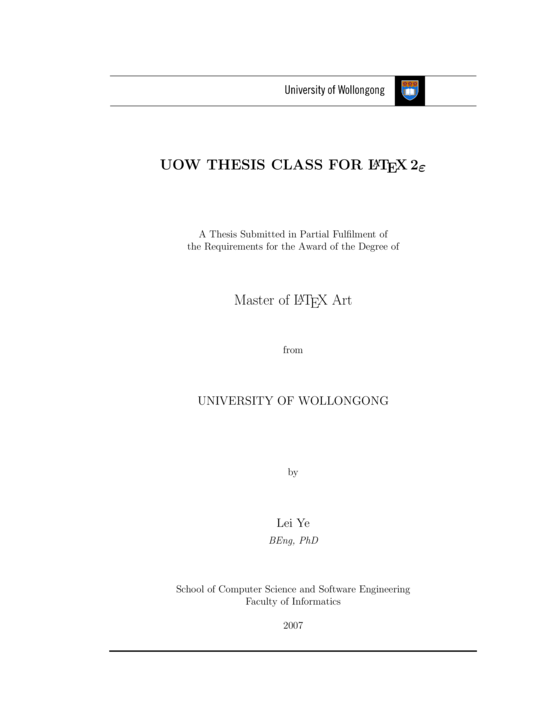 University of Wollongong
UOW THESIS CLASS FOR LATEX 2ε
A Thesis Submitted in Partial Fulfilment of
the Requirements for the Award of the Degree of
Master of LATEX Art
from
UNIVERSITY OF WOLLONGONG
by
Lei Ye
BEng, PhD
School of Computer Science and Software Engineering
Faculty of Informatics
2007